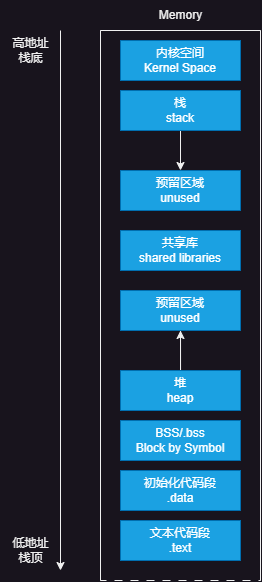 Memory
高地址
栈底
内核空间
Kernel Space
栈
stack
预留区域
unused
共享库
shared libraries
预留区域
unused
堆
heap
BSS/.bss
Block by Symbol
初始化代码段
.data
文本代码段
.text
低地址
栈顶